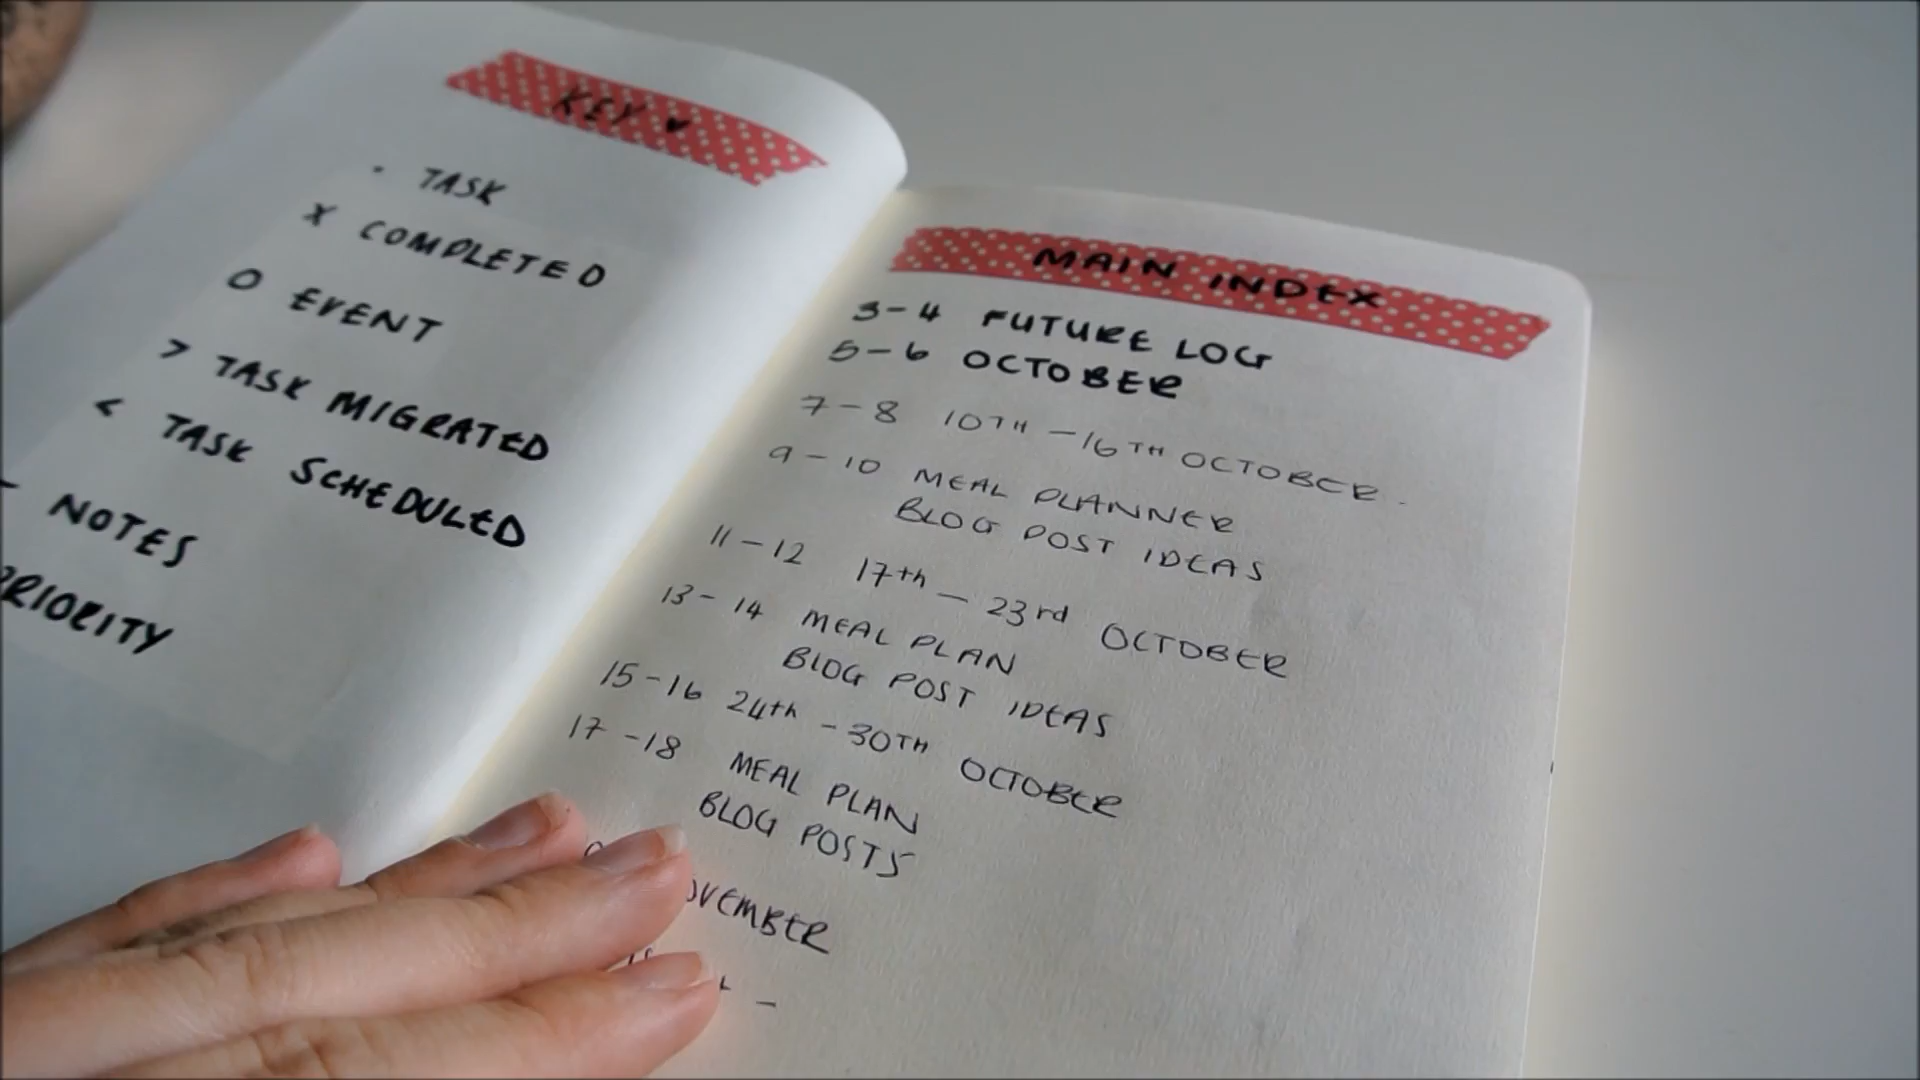 KEY ♥
· TASK
X COMPLETED
O EVENT
> TASK MIGRATED
< TASK SCHEDULED
- NOTES
PRIORITY
MAIN INDEX
3-4 FUTURE LOG
5-6 OCTOBER
7-8 10TH -16TH OCTOBER.
9-10 MEAL PLANNER
BLOG POST IDEAS
11-12 17th - 23rd OCTOBER
13-14 MEAL PLAN
BLOG POST IDEAS
15-16 24th -30TH OCTOBER
17-18 MEAL PLAN
BLOG POSTS
OVEMBER